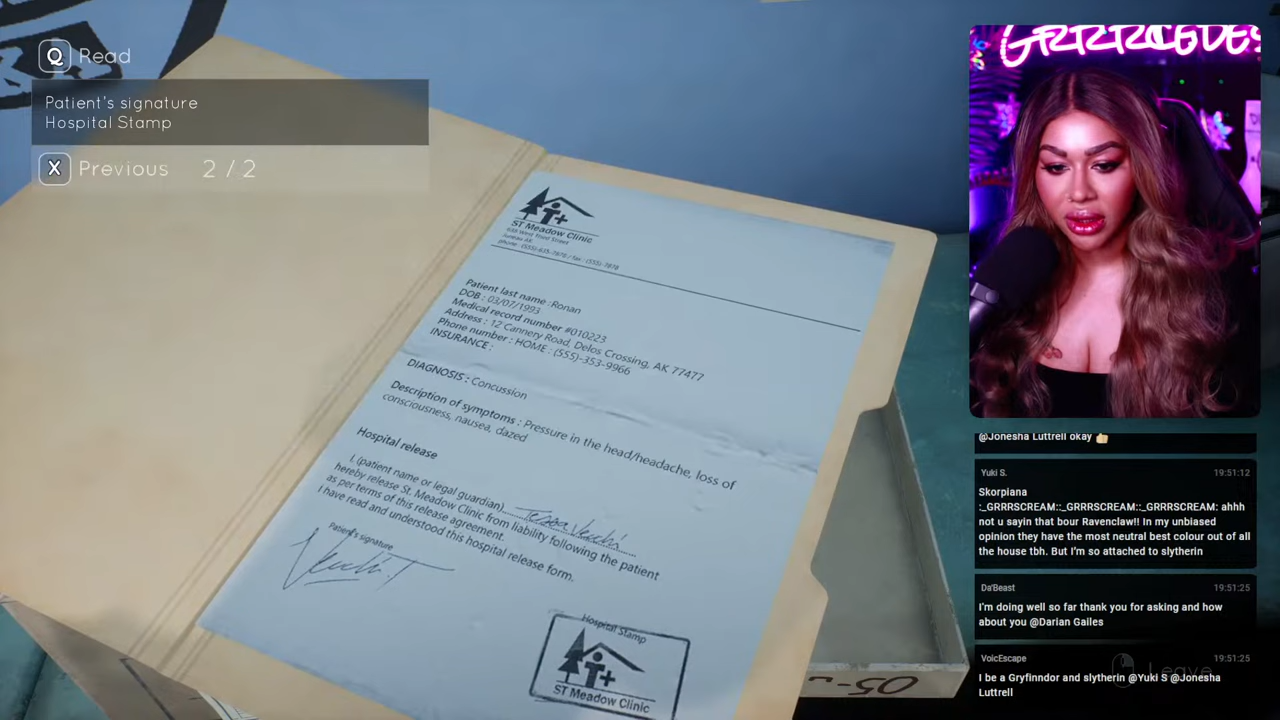 Q Read
Patient's signature
Hospital Stamp
X Previous 2 / 2
ST Meadow Clinic
Juneau AK
Patient last name : Ronan
DOB : 03/07/1993
Medical record number #010223
Address : 12 Cannery Road, Delos Crossing, AK 77477
Phone number : HOME : (555)-353-9966
INSURANCE :
DIAGNOSIS : Concussion
Description of symptoms : Pressure in the head/headache, loss of
consciousness, nausea, dazed
Hospital release
I, (patient name or legal guardian)...Tessa Vecchi...
hereby release St. Meadow Clinic from liability following the patient
as per terms of this release agreement.
I have read and understood this hospital release form.
Patient's signature
Hospital Stamp
ST Meadow Clinic
Leave
GRRRCEDES
@Jonesha Luttrell okay 👍
Yuki S. 19:51:12
Skorpiana
:_GRRRSCREAM::_GRRRSCREAM::_GRRRSCREAM: ahhh
not u sayin that bour Ravenclaw!! In my unbiased
opinion they have the most neutral best colour out of all
the house tbh. But I'm so attached to slytherin
Da'Beast 19:51:25
I'm doing well so far thank you for asking and how
about you @Darian Gailes
VoicEscape 19:51:25
I be a Gryfinndor and slytherin @Yuki S @Jonesha
Luttrell